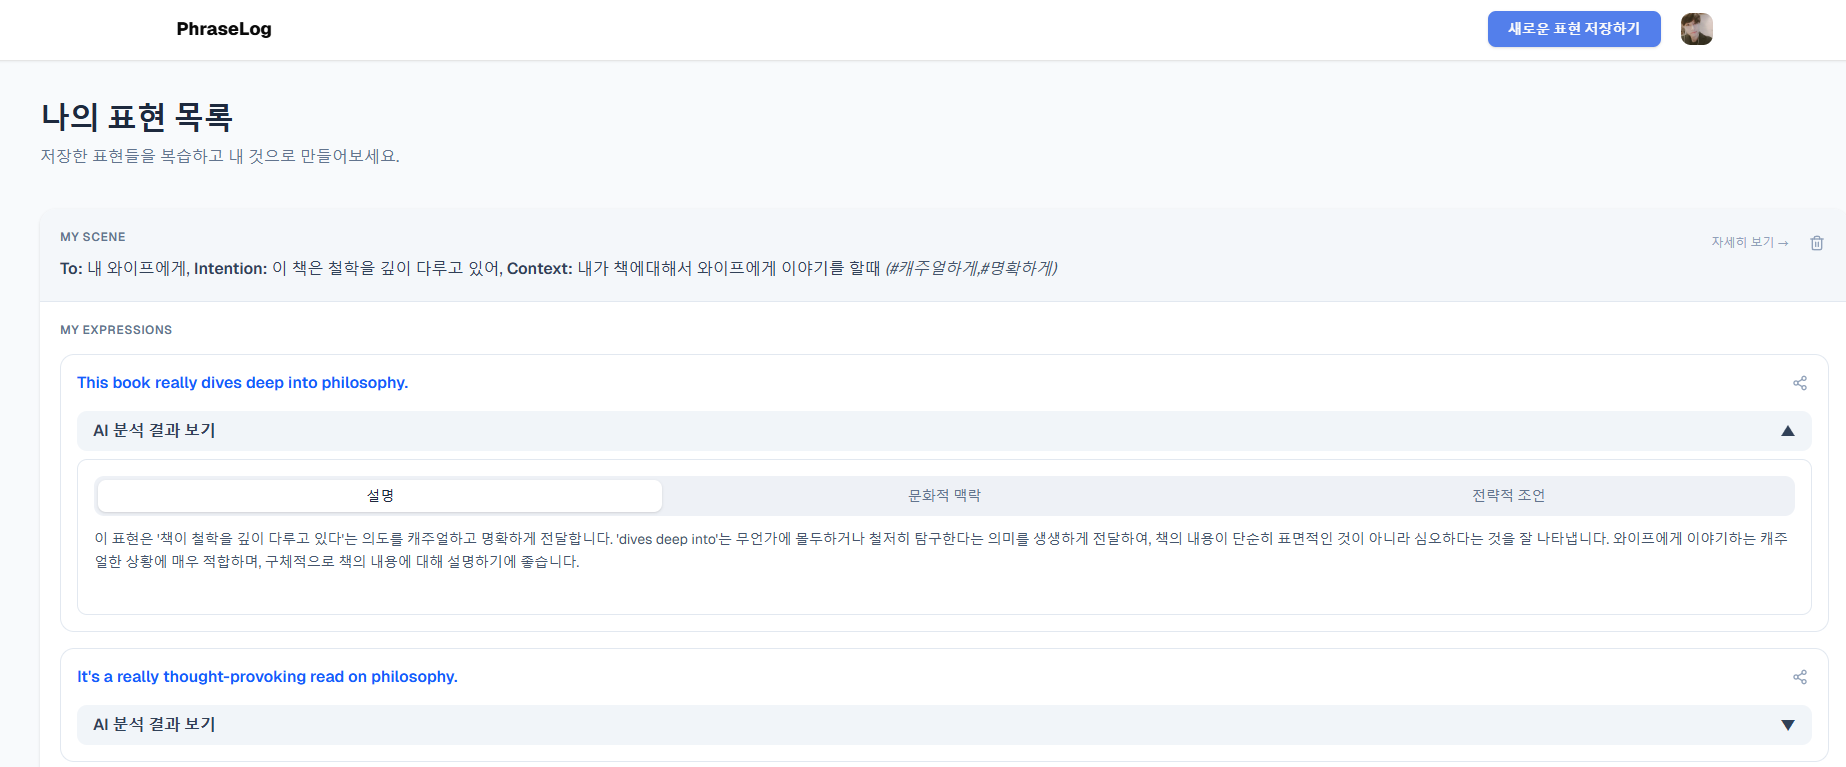 PhraseLog
새로운 표현 저장하기
나의 표현 목록
저장한 표현들을 복습하고 내 것으로 만들어보세요.
MY SCENE
자세히 보기 →
To: 내 와이프에게, Intention: 이 책은 철학을 깊이 다루고 있어, Context: 내가 책에대해서 와이프에게 이야기를 할때 (#캐주얼하게,#명확하게)
MY EXPRESSIONS
This book really dives deep into philosophy.
AI 분석 결과 보기 ▲
설명 문화적 맥락 전략적 조언
이 표현은 '책이 철학을 깊이 다루고 있다'는 의도를 캐주얼하고 명확하게 전달합니다. 'dives deep into'는 무언가에 몰두하거나 철저히 탐구한다는 의미를 생생하게 전달하여, 책의 내용이 단순히 표면적인 것이 아니라 심오하다는 것을 잘 나타냅니다. 와이프에게 이야기하는 캐주
얼한 상황에 매우 적합하며, 구체적으로 책의 내용에 대해 설명하기에 좋습니다.
It's a really thought-provoking read on philosophy.
AI 분석 결과 보기 ▼